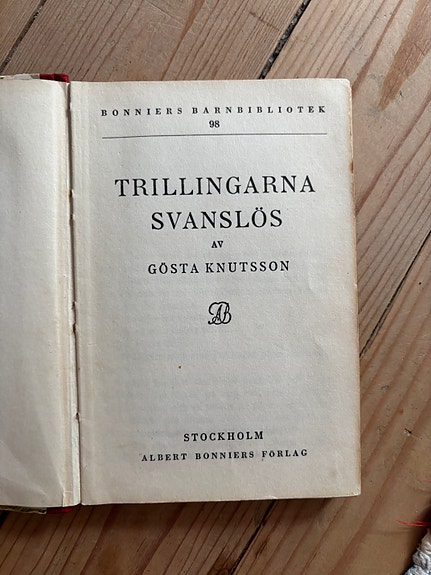 BONNIERS BARNBIBLIOTEK
98
TRILLINGARNA
SVANSLÖS
AV
GÖSTA KNUTSSON
AB
STOCKHOLM
ALBERT BONNIERS FÖRLAG